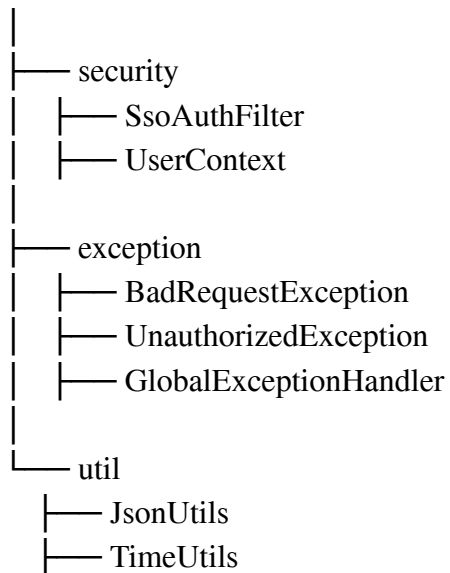 security
SsoAuthFilter
UserContext
exception
BadRequestException
UnauthorizedException
GlobalExceptionHandler
util
JsonUtils
TimeUtils